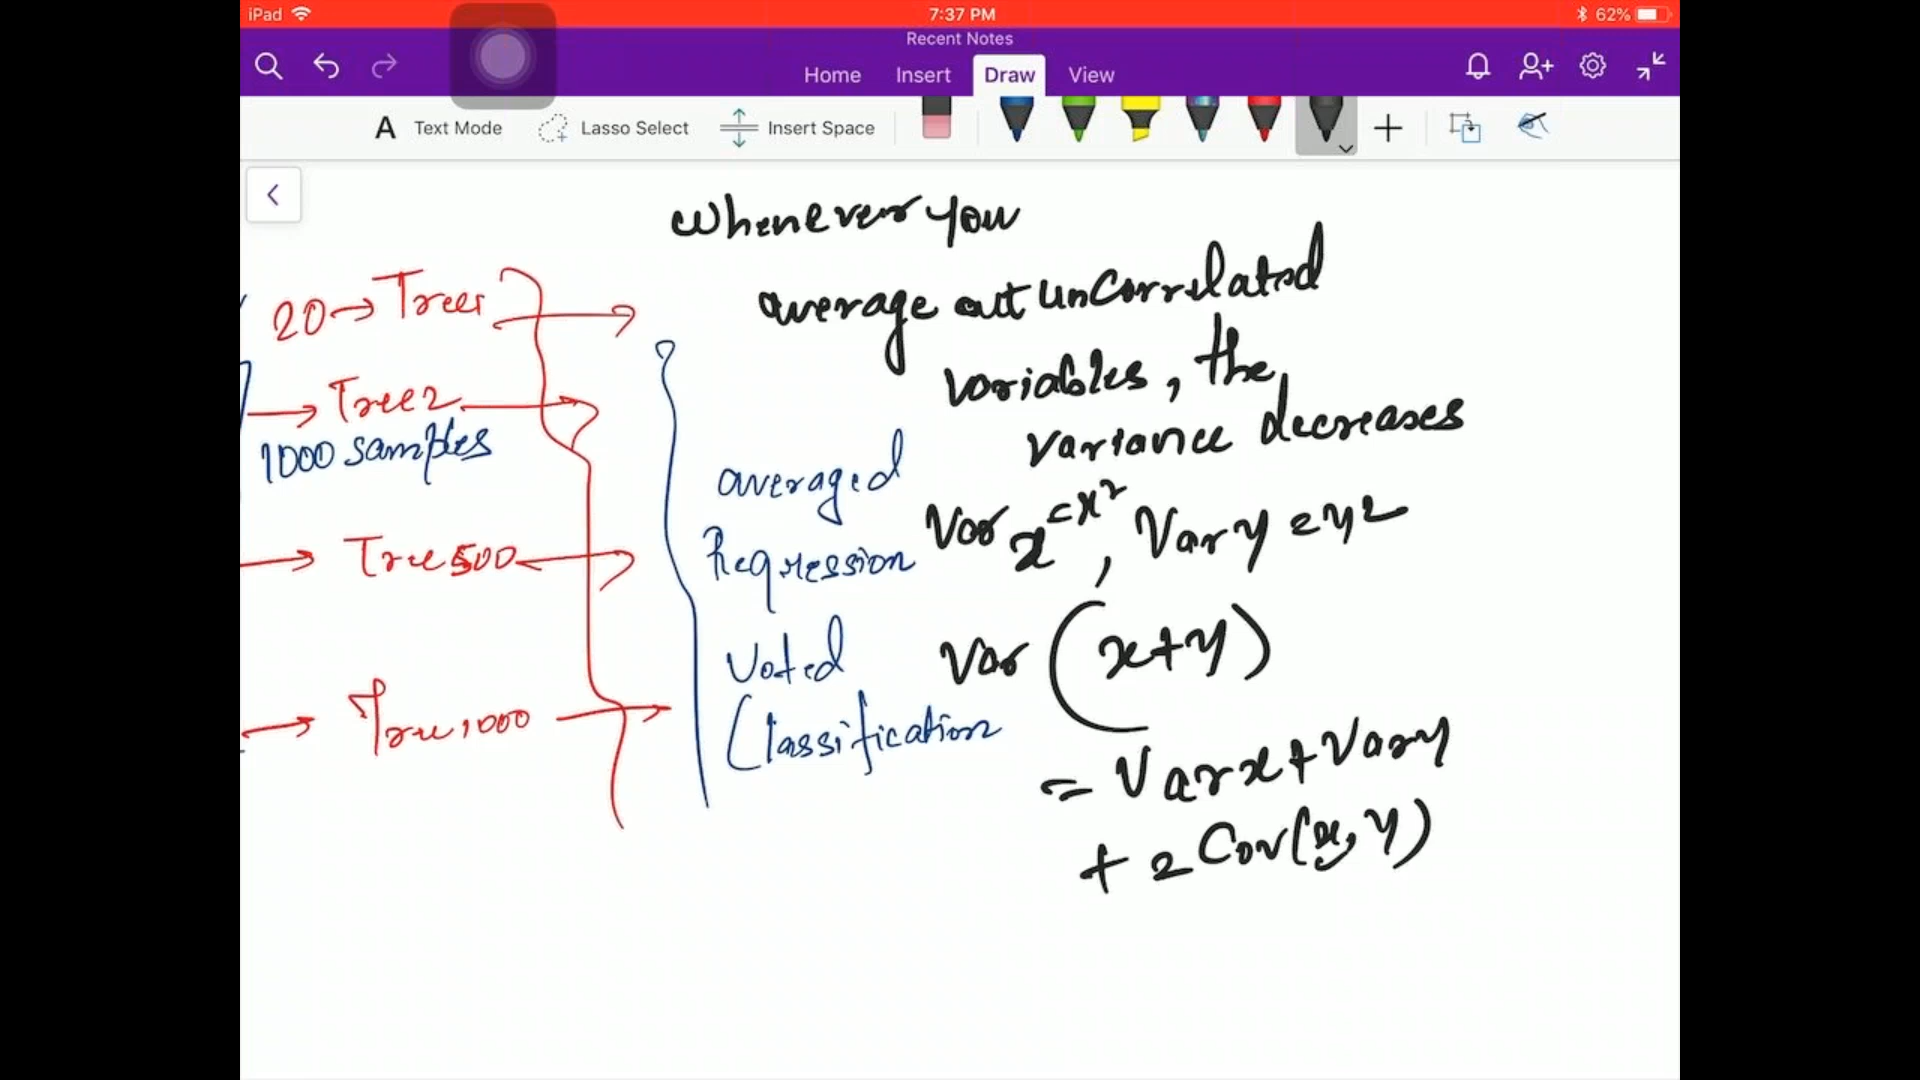 iPad
7:37 PM
62%
Recent Notes
Home Insert Draw View
A Text Mode Lasso Select Insert Space
20 → Tree1
→ Tree2
1000 samples
→ Tree500
→ Tree1000
averaged
Regression
Voted
Classification
Whenever you
average out uncorrelated
variables, the
variance decreases
Var x = x², Var y = y²
Var (x+y)
= Var x + Var y
+ 2 Cov(x, y)